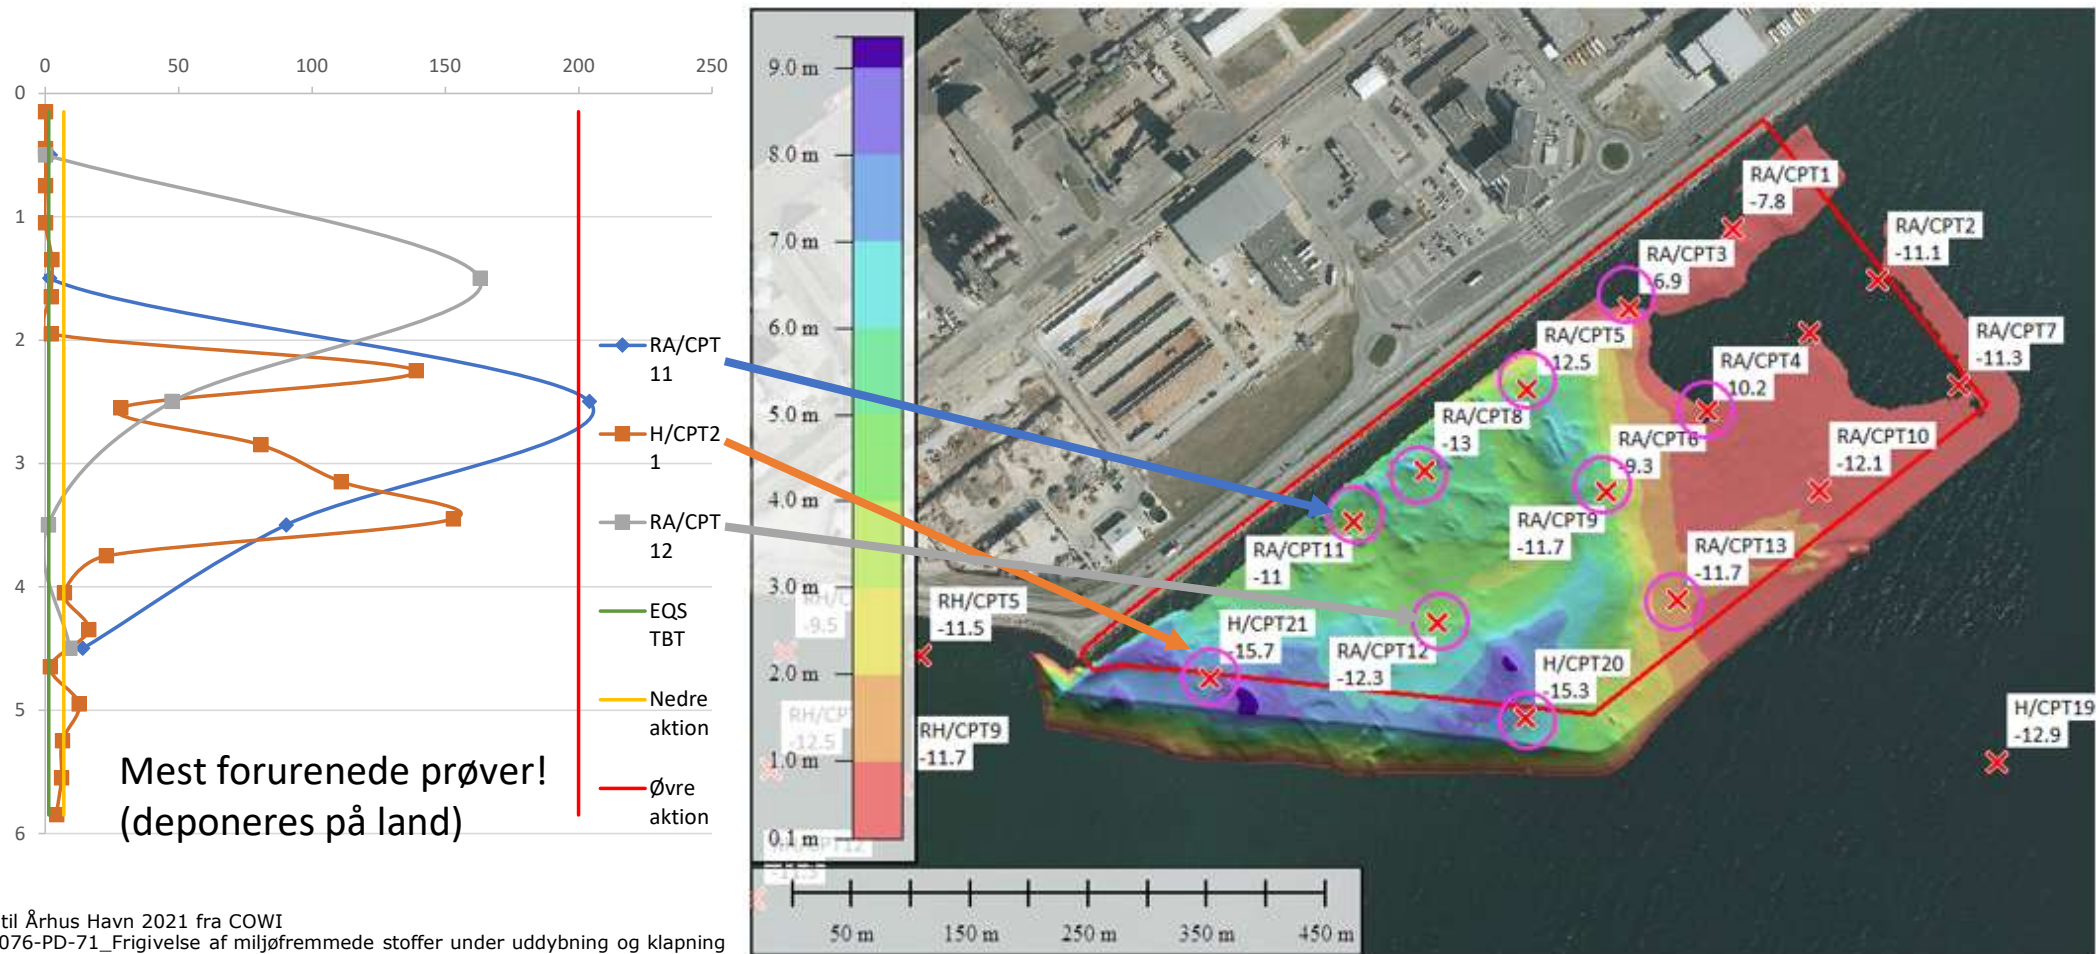 0 50 100 150 200 250
0
1
2
3
4
5
6
RA/CPT
11
H/CPT2
1
RA/CPT
12
EQS
TBT
Nedre
aktion
Øvre
aktion
Mest forurenede prøver!
(deponeres på land)
til Århus Havn 2021 fra COWI
076-PD-71_Frigivelse af miljøfremmede stoffer under uddybning og klapning
9.0 m
8.0 m
7.0 m
6.0 m
5.0 m
4.0 m
3.0 m
2.0 m
1.0 m
0.1 m
RA/CPT1
-7.8
RA/CPT2
-11.1
RA/CPT3
-6.9
RA/CPT5
-12.5
RA/CPT4
-10.2
RA/CPT7
-11.3
RA/CPT8
-13
RA/CPT6
-9.3
RA/CPT10
-12.1
RA/CPT9
-11.7
RA/CPT11
-11
RA/CPT13
-11.7
RH/CPT5
-11.5
H/CPT21
-15.7
RA/CPT12
-12.3
H/CPT20
-15.3
H/CPT19
-12.9
RH/CPT9
-11.7
-9.5
-12.5
50 m 150 m 250 m 350 m 450 m